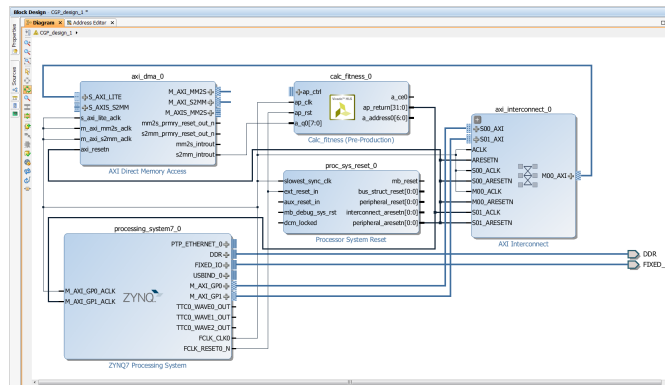 Block Design - CGP_design_1 *
Diagram
Address Editer
CGP_design_1
Properties
Sources
axi_dma_0
S_AXI_LITE
S_AXIS_S2MM
s_axi_lite_aclk
m_axi_mm2s_aclk
m_axi_s2mm_aclk
axi_resetn
M_AXI_MM2S
M_AXI_S2MM
M_AXIS_MM2S
mm2s_prmry_reset_out_n
s2mm_prmry_reset_out_n
mm2s_introut
s2mm_introut
AXI Direct Memory Access
calc_fitness_0
ap_ctrl
ap_clk
ap_rst
a_q0[7:0]
a_ce0
ap_return[31:0]
a_address0[6:0]
Calc_fitness (Pre-Production)
axi_interconnect_0
S00_AXI
S01_AXI
ACLK
ARESETN
S00_ACLK
S00_ARESETN
M00_ACLK
M00_ARESETN
S01_ACLK
S01_ARESETN
M00_AXI
AXI Interconnect
proc_sys_reset_0
slowest_sync_clk
ext_reset_in
aux_reset_in
mb_debug_sys_rst
dcm_locked
mb_reset
bus_struct_reset[0:0]
peripheral_reset[0:0]
interconnect_aresetn[0:0]
peripheral_aresetn[0:0]
Processor System Reset
processing_system7_0
M_AXI_GP0_ACLK
M_AXI_GP1_ACLK
ZYNQ
PTP_ETHERNET_0
DDR
FIXED_IO
USBIND_0
M_AXI_GP0
M_AXI_GP1
TTC0_WAVE0_OUT
TTC0_WAVE1_OUT
TTC0_WAVE2_OUT
FCLK_CLK0
FCLK_RESET0_N
ZYNQ7 Processing System
DDR
FIXED_